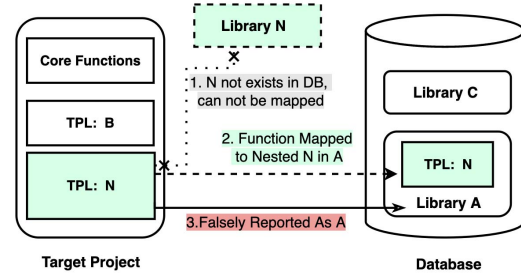 Library N
Core Functions
1. N not exists in DB,
can not be mapped
Library C
TPL: B
2. Function Mapped
to Nested N in A
TPL: N
TPL: N
Library A
3.Falsely Reported As A
Target Project
Database